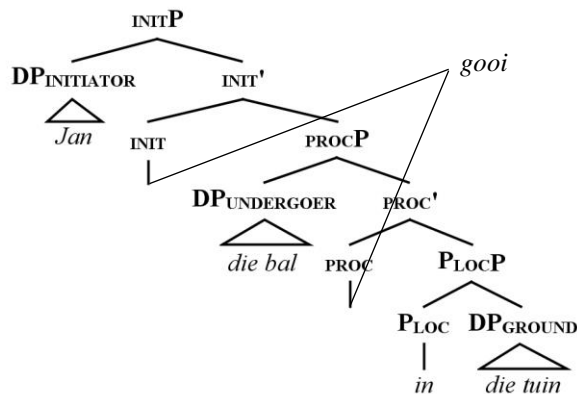 INITP
gooi
DPINITIATOR INIT'
Jan
INIT PROCP
DPUNDERGOER PROC'
die bal PROC PLOCP
PLOC DPGROUND
in die tuin